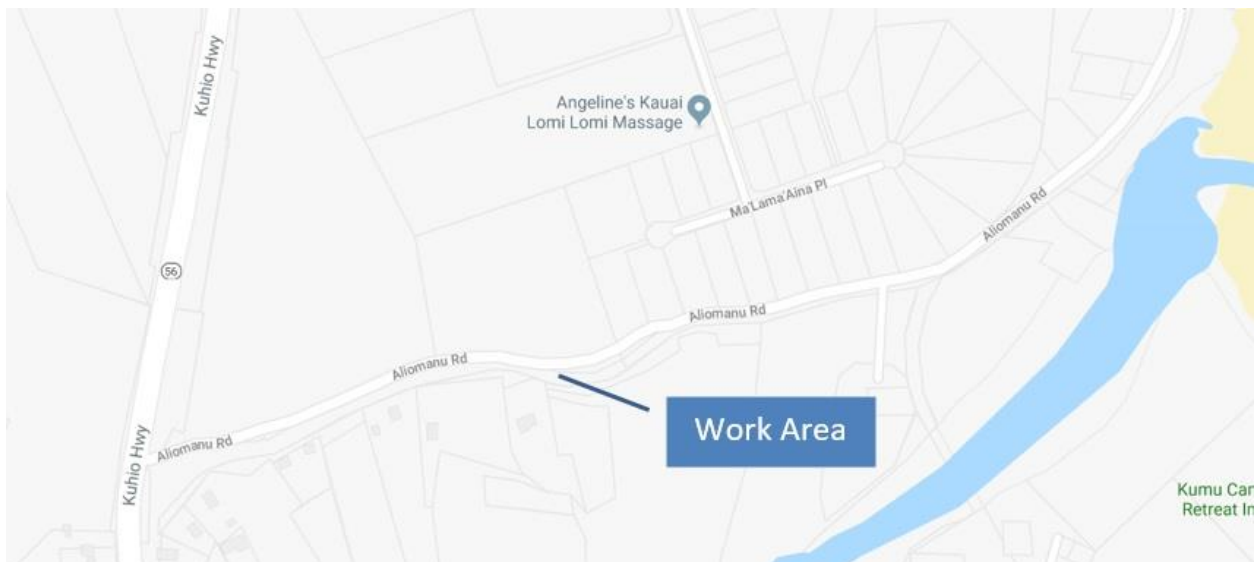 Kuhio Hwy
Angeline's Kauai
Lomi Lomi Massage
Ma'Lama'Aina Pl
Aliomanu Rd
56
Aliomanu Rd
Aliomanu Rd
Work Area
Aliomanu Rd
Kuhio Hwy
Kumu Cam
Retreat In